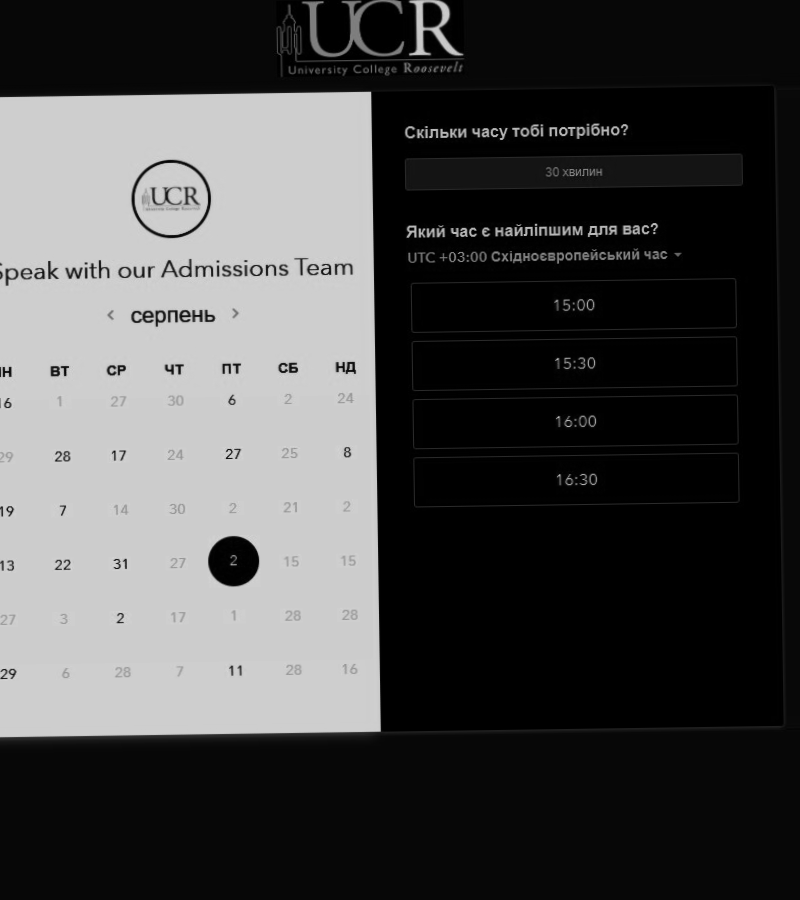 UCR
University College Roosevelt
UCR
University College Roosevelt
Speak with our Admissions Team
серпень
ВТ СР ЧТ ПТ СБ НД
16 1 27 30 6 2 24
29 28 17 24 27 25 8
19 7 14 30 2 21 2
13 22 31 27 2 15 15
27 3 2 17 1 28 28
29 6 28 7 11 28 16
Скільки часу тобі потрібно?
30 хвилин
Який час є найліпшим для вас?
UTC +03:00 Східноєвропейський час
15:00
15:30
16:00
16:30